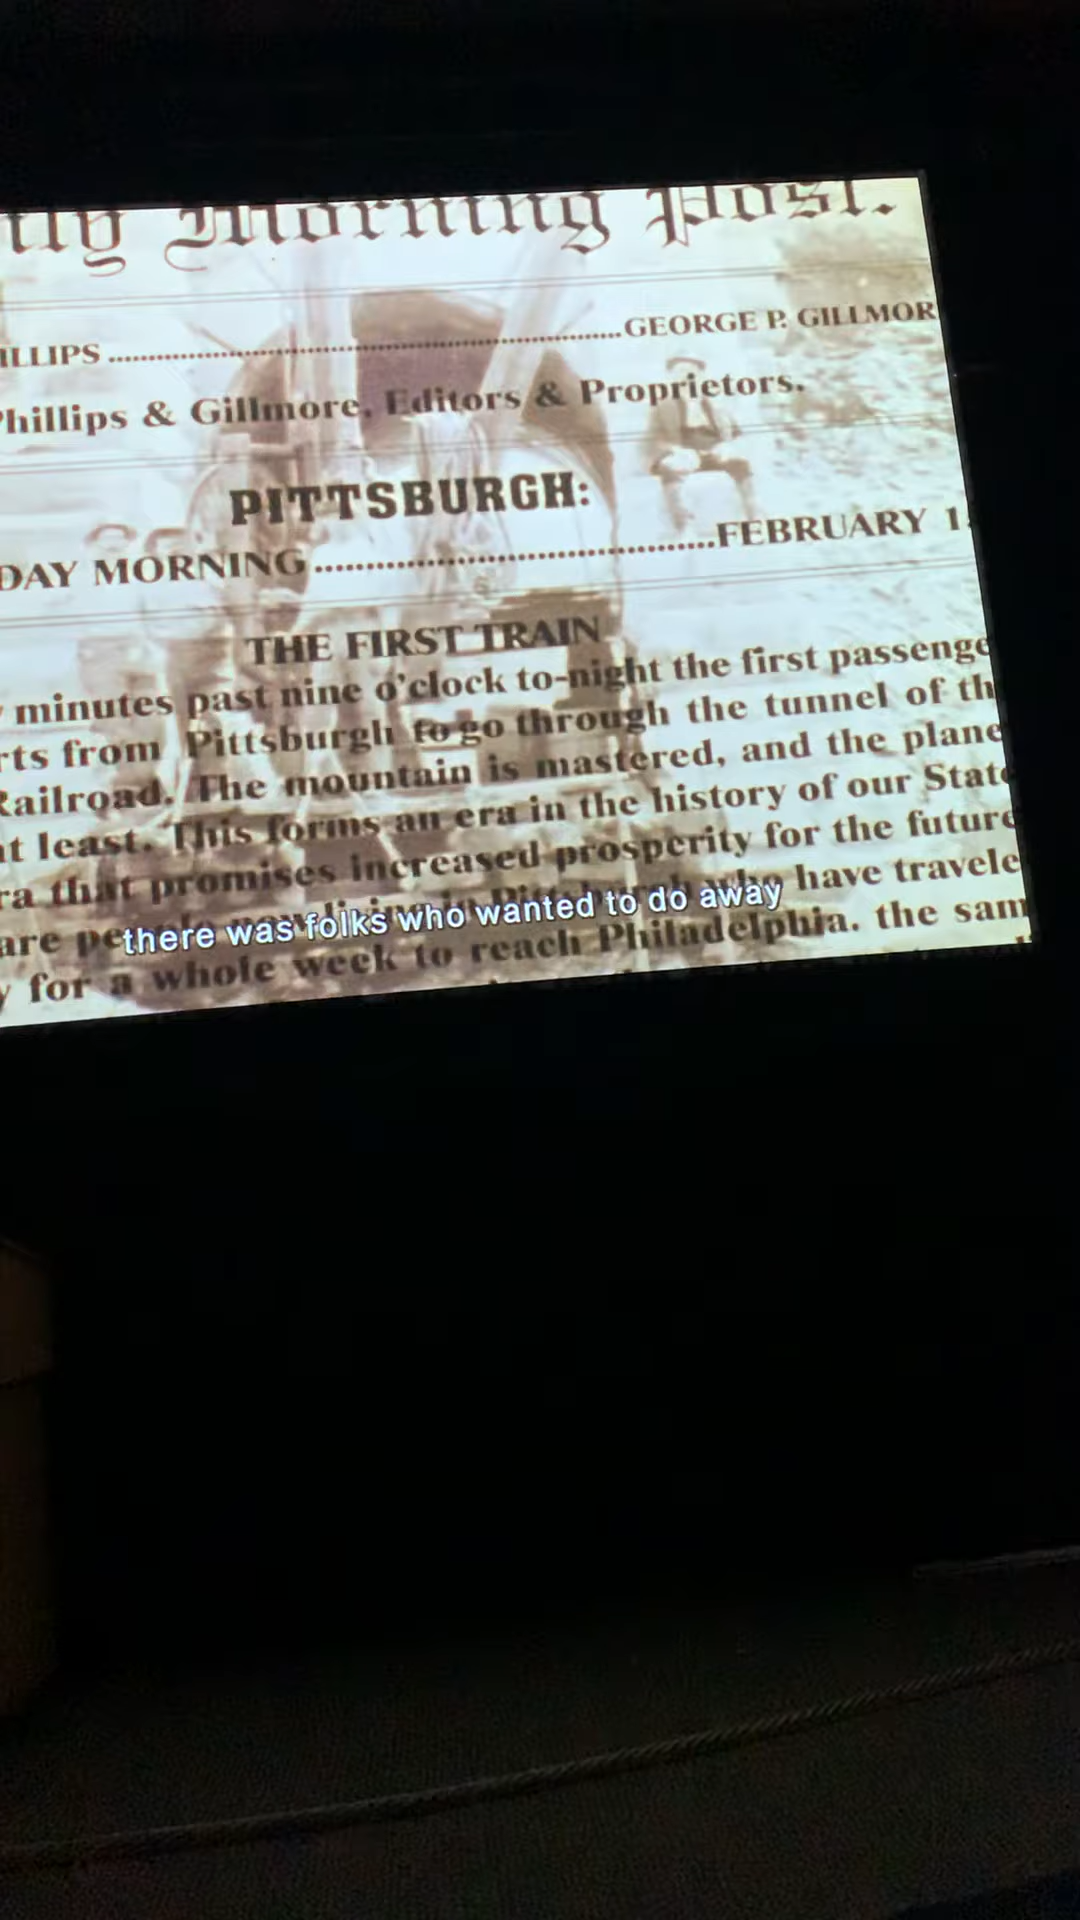 ily Morning Post.
ILLIPS ........................................GEORGE P. GILLMOR
Phillips & Gillmore, Editors & Proprietors.
PITTSBURGH:
DAY MORNING ........................................FEBRUARY 1
THE FIRST TRAIN
y minutes past nine o'clock to-night the first passenge
rts from Pittsburgh to go through the tunnel of th
Railroad. The mountain is mastered, and the plane
at least. This forms an era in the history of our State
ra that promises increased prosperity for the future
are pe have travele
there was folks who wanted to do away
y for a whole week to reach Philadelphia. the sam